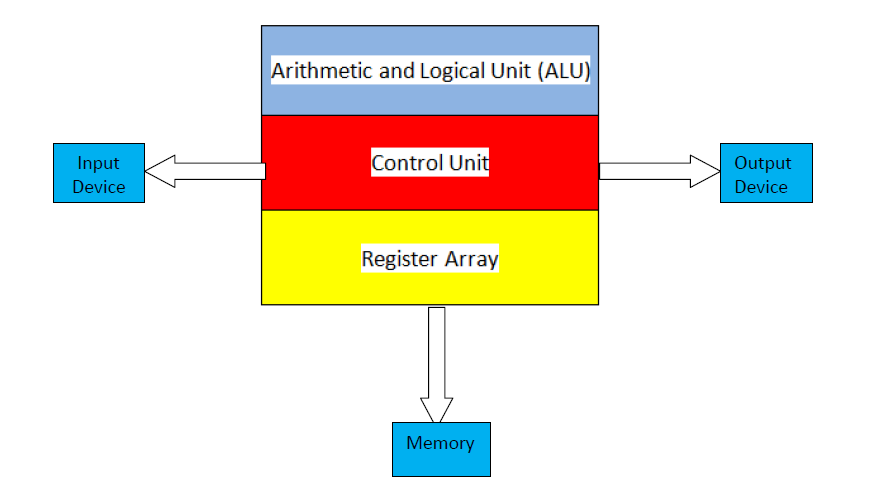 Arithmetic and Logical Unit (ALU)
Input
Device
Control Unit
Output
Device
Register Array
Memory